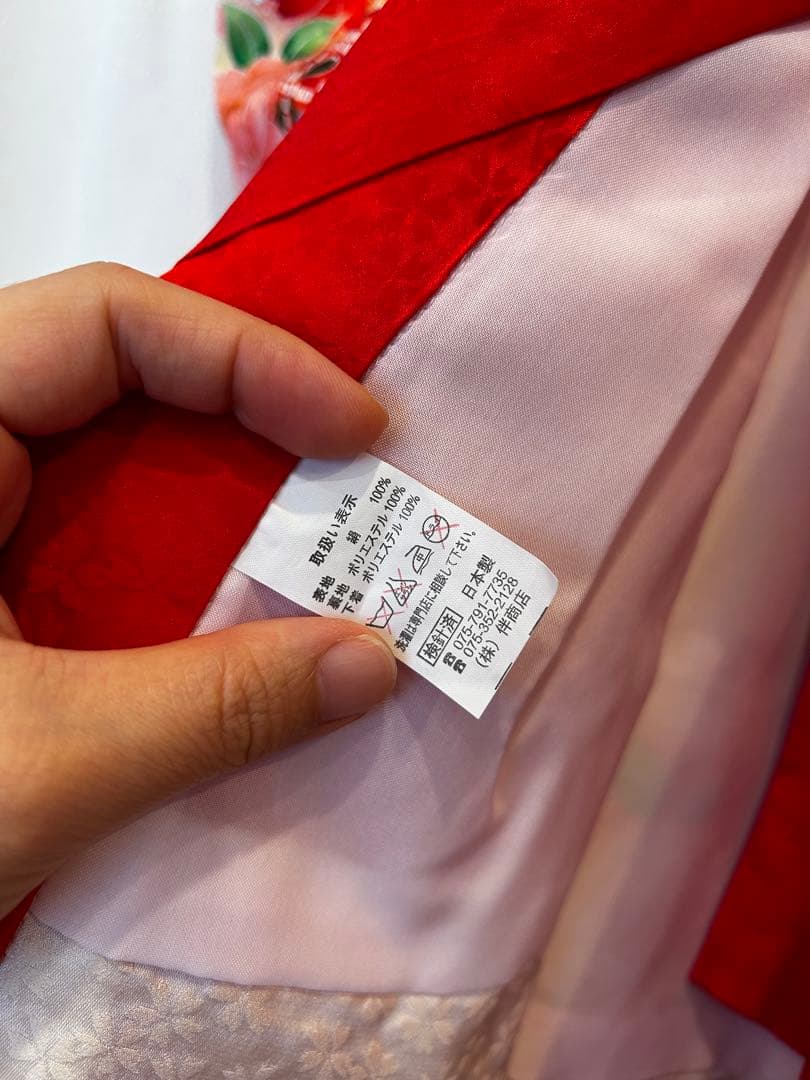 取扱い表示
表地 絹 100%
裏地 ポリエステル 100%
下着 ポリエステル 100%
洗濯は専門店に相談して下さい。
検針済 日本製
☎ 075-791-7735
☎ 075-352-2128
(株) 伴商店